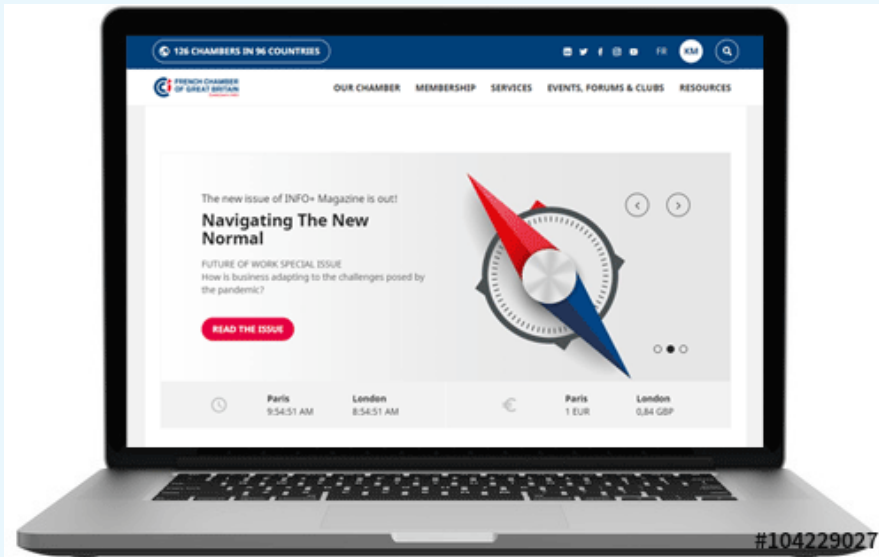 126 CHAMBERS IN 96 COUNTRIES
FR
KM
FRENCH CHAMBER
OF GREAT BRITAIN
OUR CHAMBER MEMBERSHIP SERVICES EVENTS, FORUMS & CLUBS RESOURCES
The new issue of INFO+ Magazine is out!
Navigating The New
Normal
FUTURE OF WORK SPECIAL ISSUE
How is business adapting to the challenges posed by
the pandemic?
READ THE ISSUE
Paris London
9:54:51 AM 8:54:51 AM
€
Paris London
1 EUR 0,84 GBP
#104229027